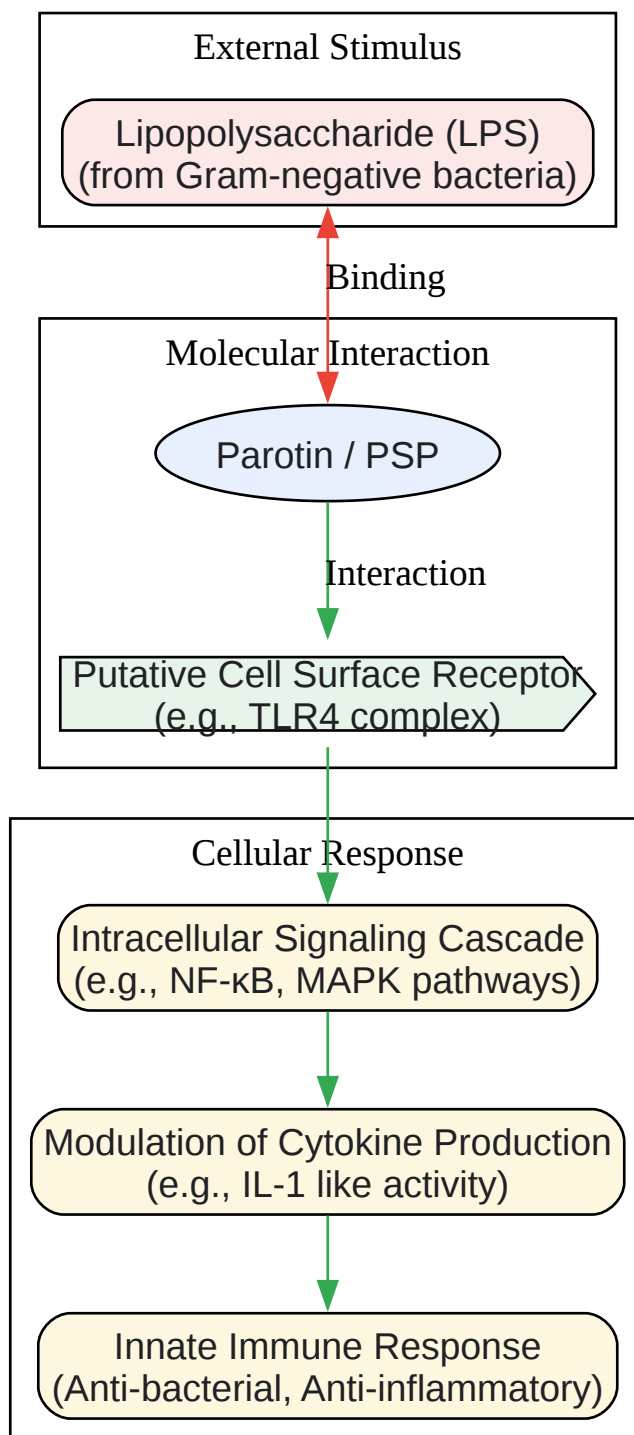 External Stimulus
Lipopolysaccharide (LPS)
(from Gram-negative bacteria)
Binding
Molecular Interaction
Parotin / PSP
Interaction
Putative Cell Surface Receptor
(e.g., TLR4 complex)
Cellular Response
Intracellular Signaling Cascade
(e.g., NF-κB, MAPK pathways)
Modulation of Cytokine Production
(e.g., IL-1 like activity)
Innate Immune Response
(Anti-bacterial, Anti-inflammatory)